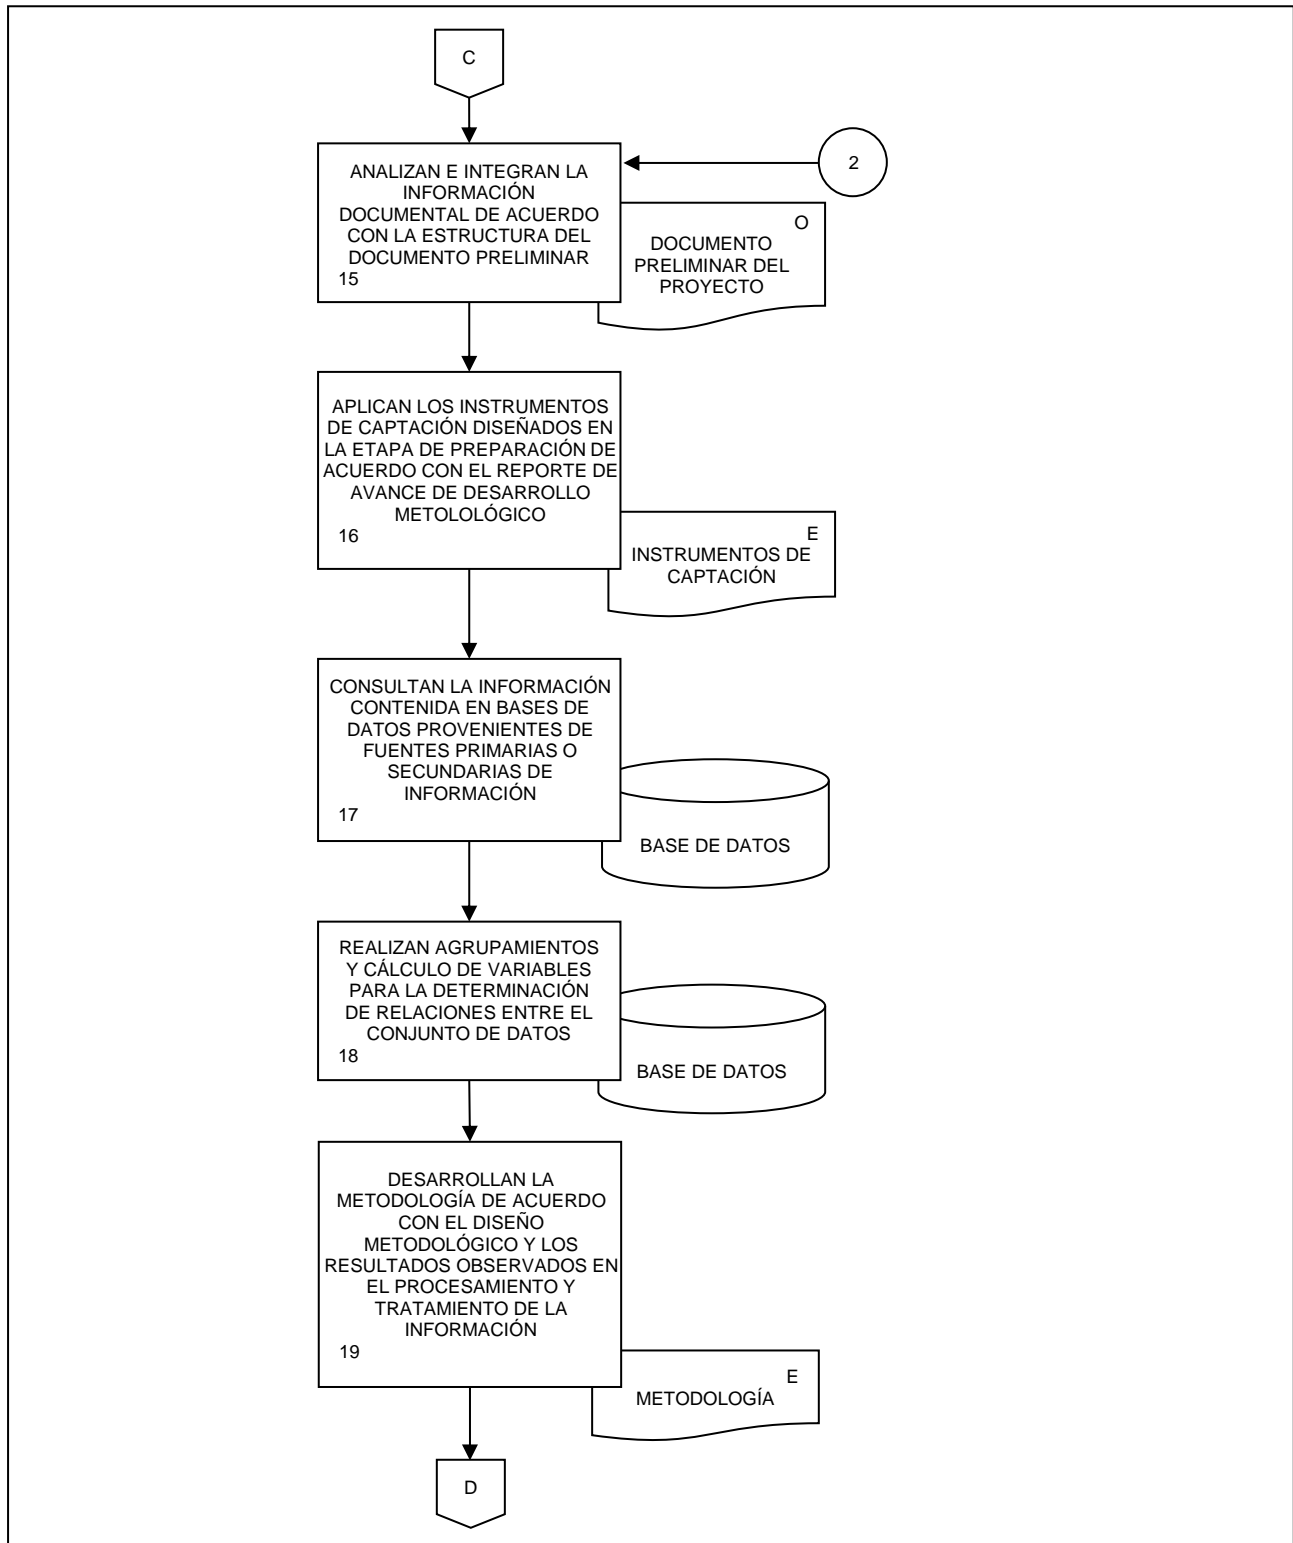 C
2
ANALIZAN E INTEGRAN LA
INFORMACIÓN
DOCUMENTAL DE ACUERDO
CON LA ESTRUCTURA DEL
DOCUMENTO PRELIMINAR
15
O
DOCUMENTO
PRELIMINAR DEL
PROYECTO
APLICAN LOS INSTRUMENTOS
DE CAPTACIÓN DISEÑADOS EN
LA ETAPA DE PREPARACIÓN DE
ACUERDO CON EL REPORTE DE
AVANCE DE DESARROLLO
METOLOLÓGICO
16
E
INSTRUMENTOS DE
CAPTACIÓN
CONSULTAN LA INFORMACIÓN
CONTENIDA EN BASES DE
DATOS PROVENIENTES DE
FUENTES PRIMARIAS O
SECUNDARIAS DE
INFORMACIÓN
17
BASE DE DATOS
REALIZAN AGRUPAMIENTOS
Y CÁLCULO DE VARIABLES
PARA LA DETERMINACIÓN
DE RELACIONES ENTRE EL
CONJUNTO DE DATOS
18
BASE DE DATOS
DESARROLLAN LA
METODOLOGÍA DE ACUERDO
CON EL DISEÑO
METODOLÓGICO Y LOS
RESULTADOS OBSERVADOS EN
EL PROCESAMIENTO Y
TRATAMIENTO DE LA
INFORMACIÓN
19
E
METODOLOGÍA
D